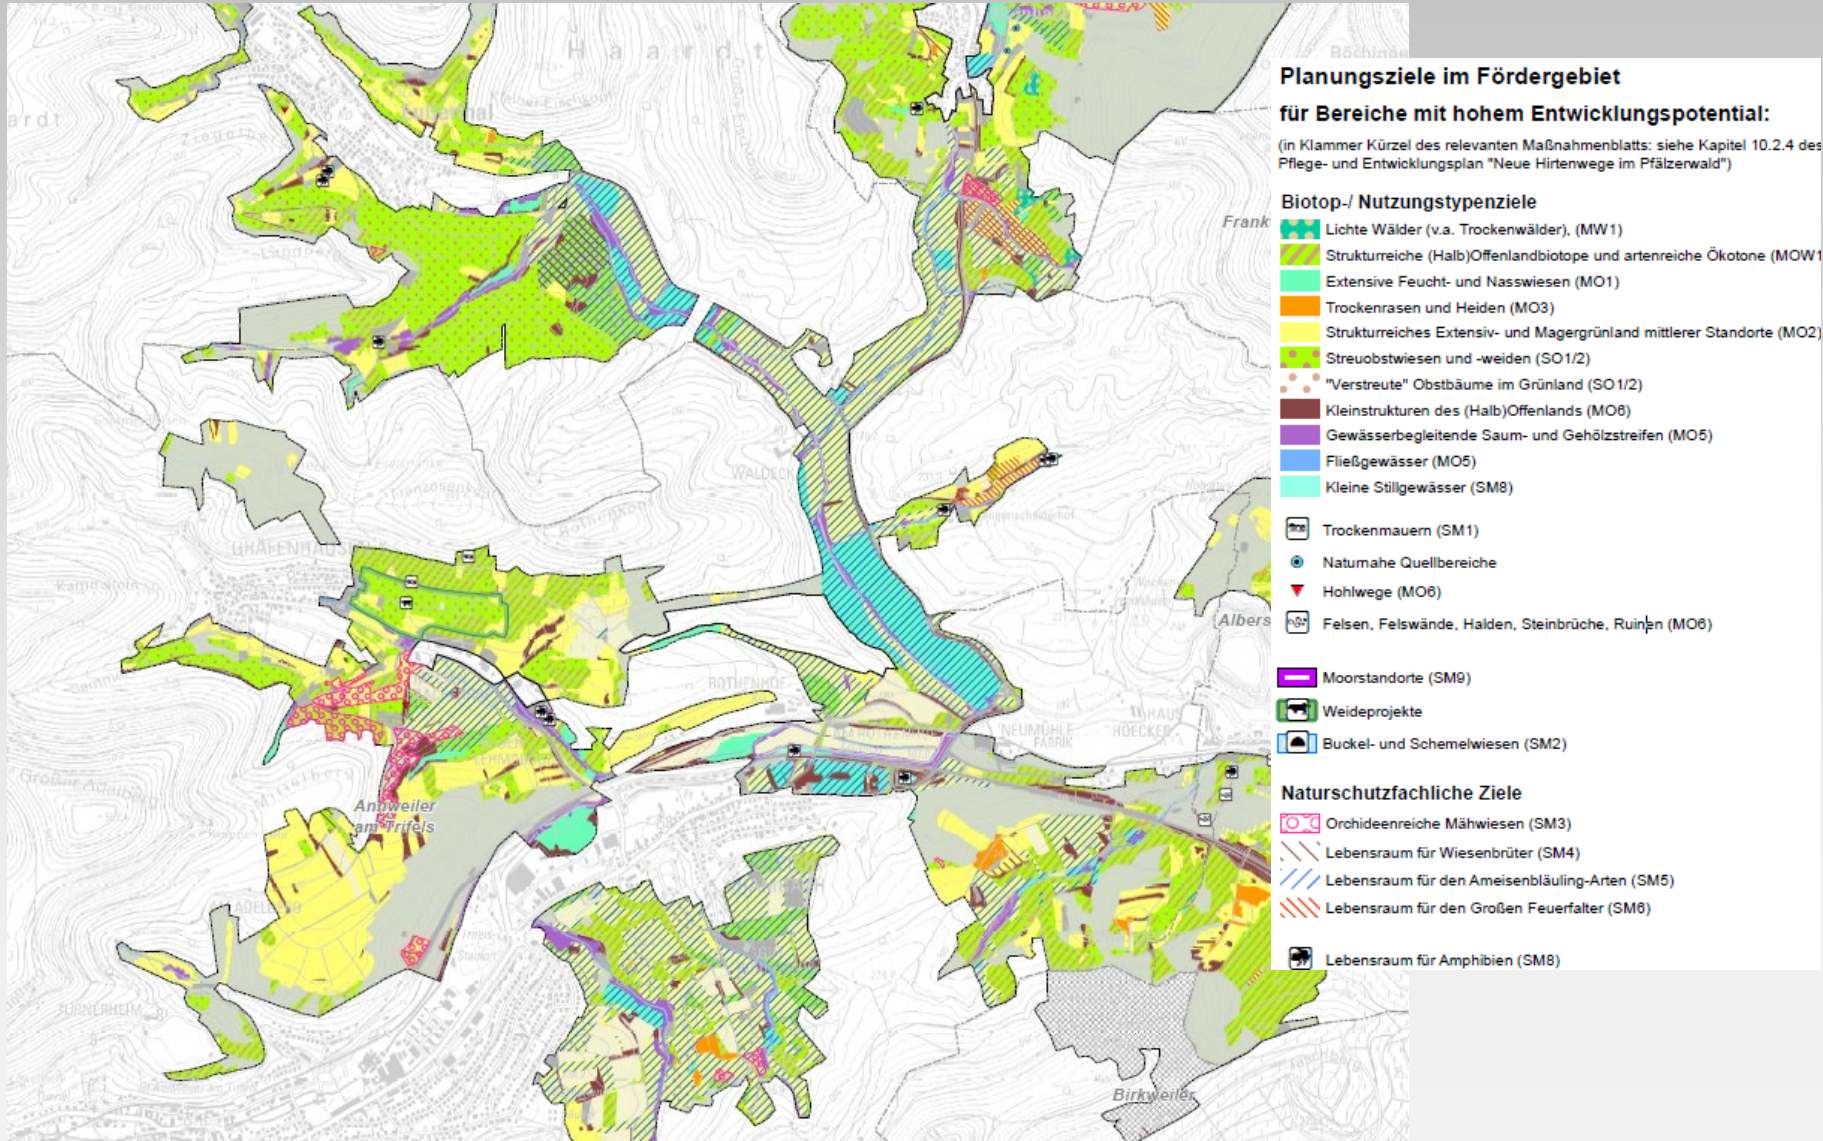 Haardt
Böchinge
ardt
Eußerthal
Frank
WALDECK
GRÄFENHAUSEN
Albers
ROTHENHOF
NEUMÜHLE
FABRIK
HAUS
HOECKER
Annweiler
am Trifels
TURNERHEIM
Birkweiler
Planungsziele im Fördergebiet
für Bereiche mit hohem Entwicklungspotential:
(in Klammer Kürzel des relevanten Maßnahmenblatts: siehe Kapitel 10.2.4 des
Pflege- und Entwicklungsplan "Neue Hirtenwege im Pfälzerwald")
Biotop-/ Nutzungstypenziele
Lichte Wälder (v.a. Trockenwälder), (MW1)
Strukturreiche (Halb)Offenlandbiotope und artenreiche Ökotone (MOW1
Extensive Feucht- und Nasswiesen (MO1)
Trockenrasen und Heiden (MO3)
Strukturreiches Extensiv- und Magergrünland mittlerer Standorte (MO2)
Streuobstwiesen und -weiden (SO1/2)
"Verstreute" Obstbäume im Grünland (SO1/2)
Kleinstrukturen des (Halb)Offenlands (MO6)
Gewässerbegleitende Saum- und Gehölzstreifen (MO5)
Fließgewässer (MO5)
Kleine Stillgewässer (SM8)
Trockenmauern (SM1)
Naturnahe Quellbereiche
Hohlwege (MO6)
Felsen, Felswände, Halden, Steinbrüche, Ruinen (MO6)
Moorstandorte (SM9)
Weideprojekte
Buckel- und Schemelwiesen (SM2)
Naturschutzfachliche Ziele
Orchideenreiche Mähwiesen (SM3)
Lebensraum für Wiesenbrüter (SM4)
Lebensraum für den Ameisenbläuling-Arten (SM5)
Lebensraum für den Großen Feuerfalter (SM6)
Lebensraum für Amphibien (SM8)